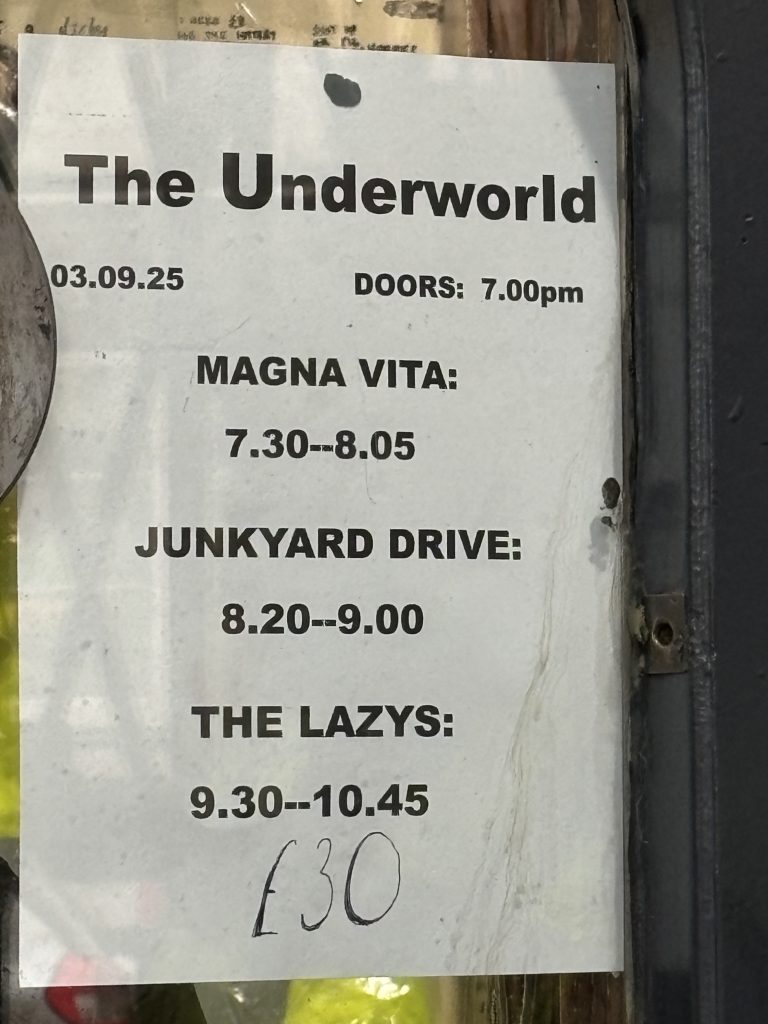 The Underworld
03.09.25 DOORS: 7.00pm
MAGNA VITA:
7.30--8.05
JUNKYARD DRIVE:
8.20--9.00
THE LAZYS:
9.30--10.45
£30